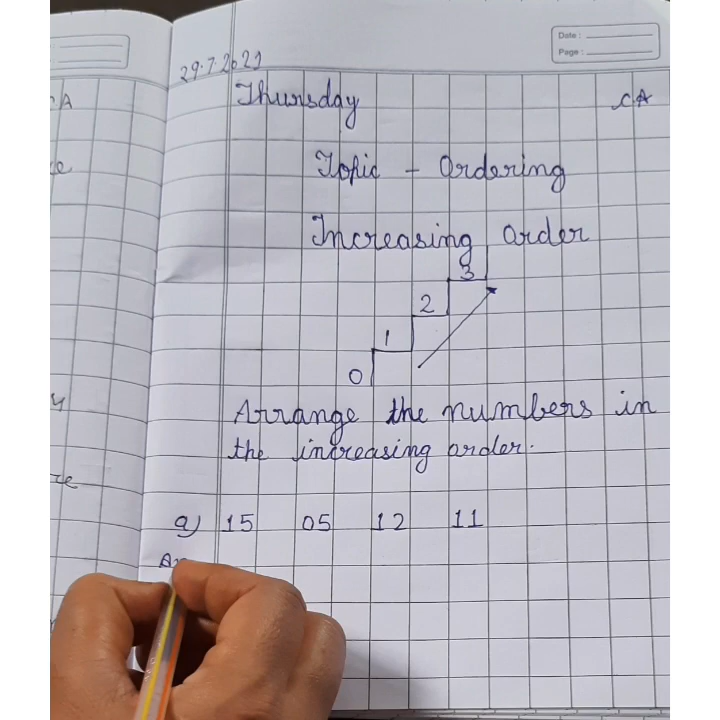 Date :
Page :
29.7.2021
Thursday
CA
Topic - Ordering
Increasing order
3
2
1
0
Arrange the numbers in
the increasing order.
a) 15 05 12 11
An